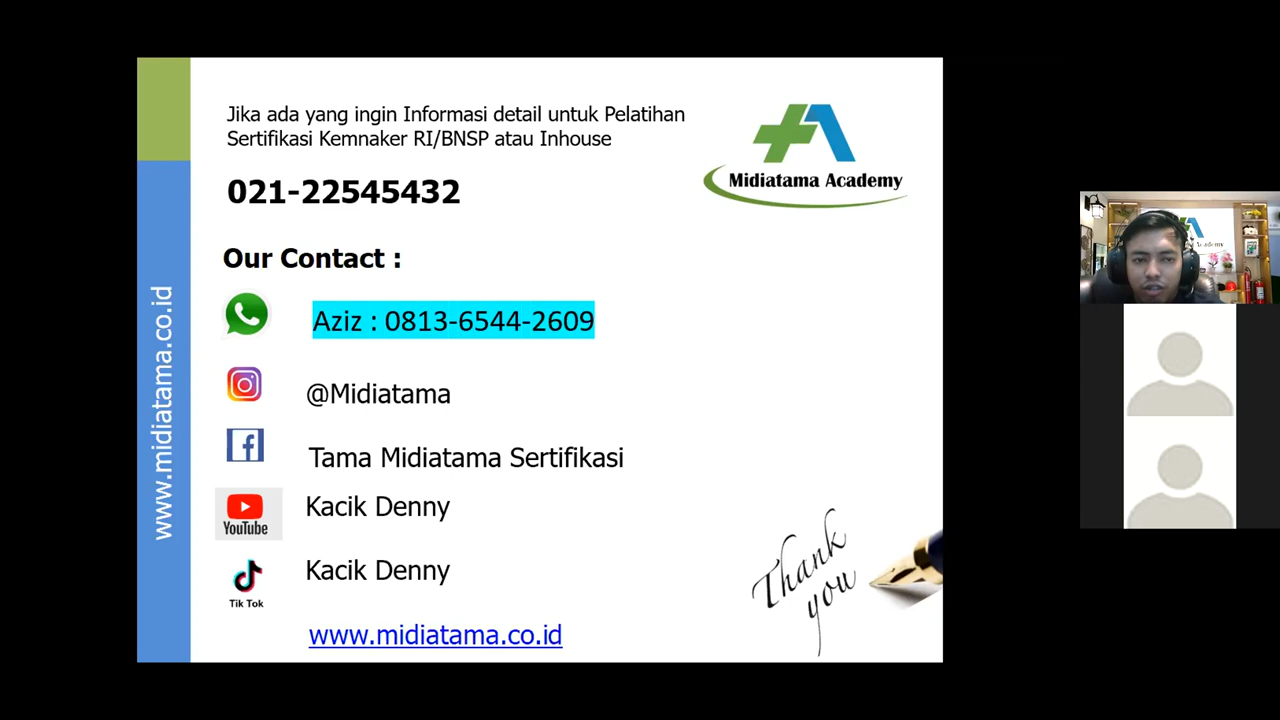 Jika ada yang ingin Informasi detail untuk Pelatihan
Sertifikasi Kemnaker RI/BNSP atau Inhouse
Midiatama Academy
021-22545432
Our Contact :
Aziz : 0813-6544-2609
@Midiatama
Tama Midiatama Sertifikasi
YouTube
Kacik Denny
Tik Tok
Kacik Denny
www.midiatama.co.id
Thank
you
www.midiatama.co.id